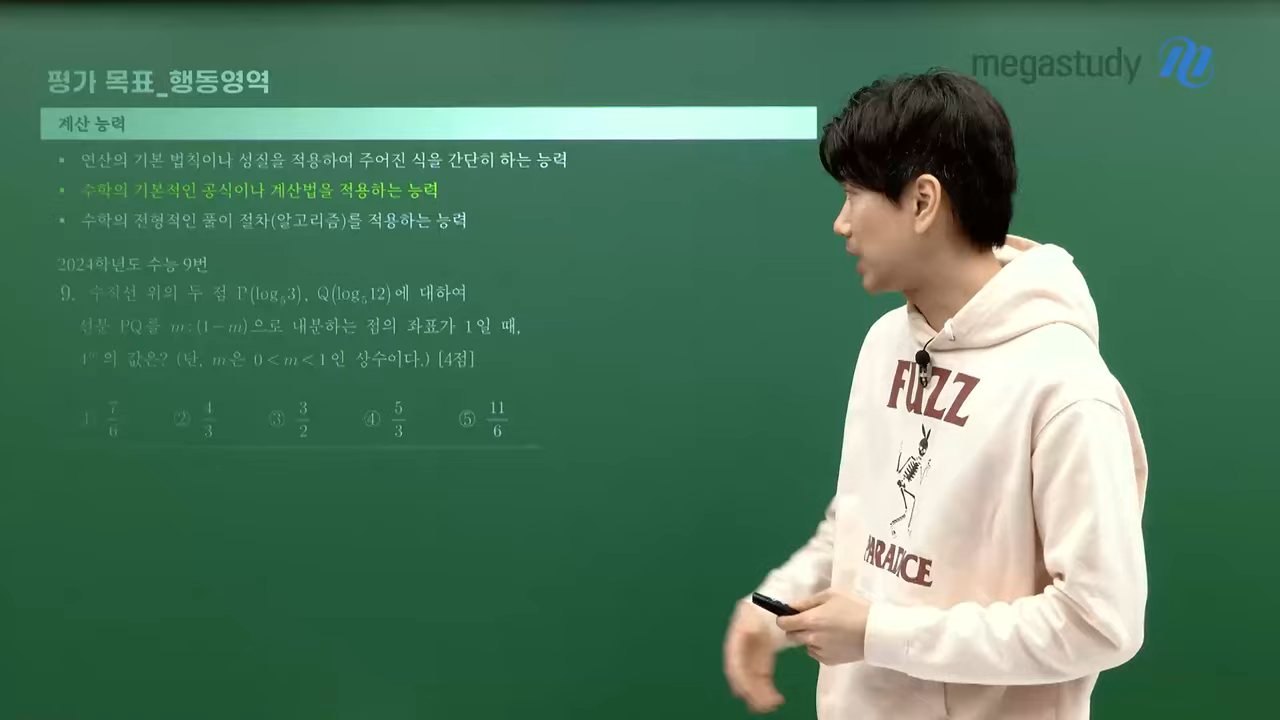 megastudy
평가 목표_행동영역
계산 능력
▪ 연산의 기본 법칙이나 성질을 적용하여 주어진 식을 간단히 하는 능력
▪ 수학의 기본적인 공식이나 계산법을 적용하는 능력
▪ 수학의 전형적인 풀이 절차(알고리즘)를 적용하는 능력
2024학년도 수능 9번
9. 수직선 위의 두 점 P(log₅3), Q(log₅12)에 대하여
선분 PQ를 m:(1−m)으로 내분하는 점의 좌표가 1일 때,
4ᵐ의 값은? (단, m은 0<m<1인 상수이다.) [4점]
① 7/6 ② 4/3 ③ 3/2 ④ 5/3 ⑤ 11/6
FUZZ
PARADICE